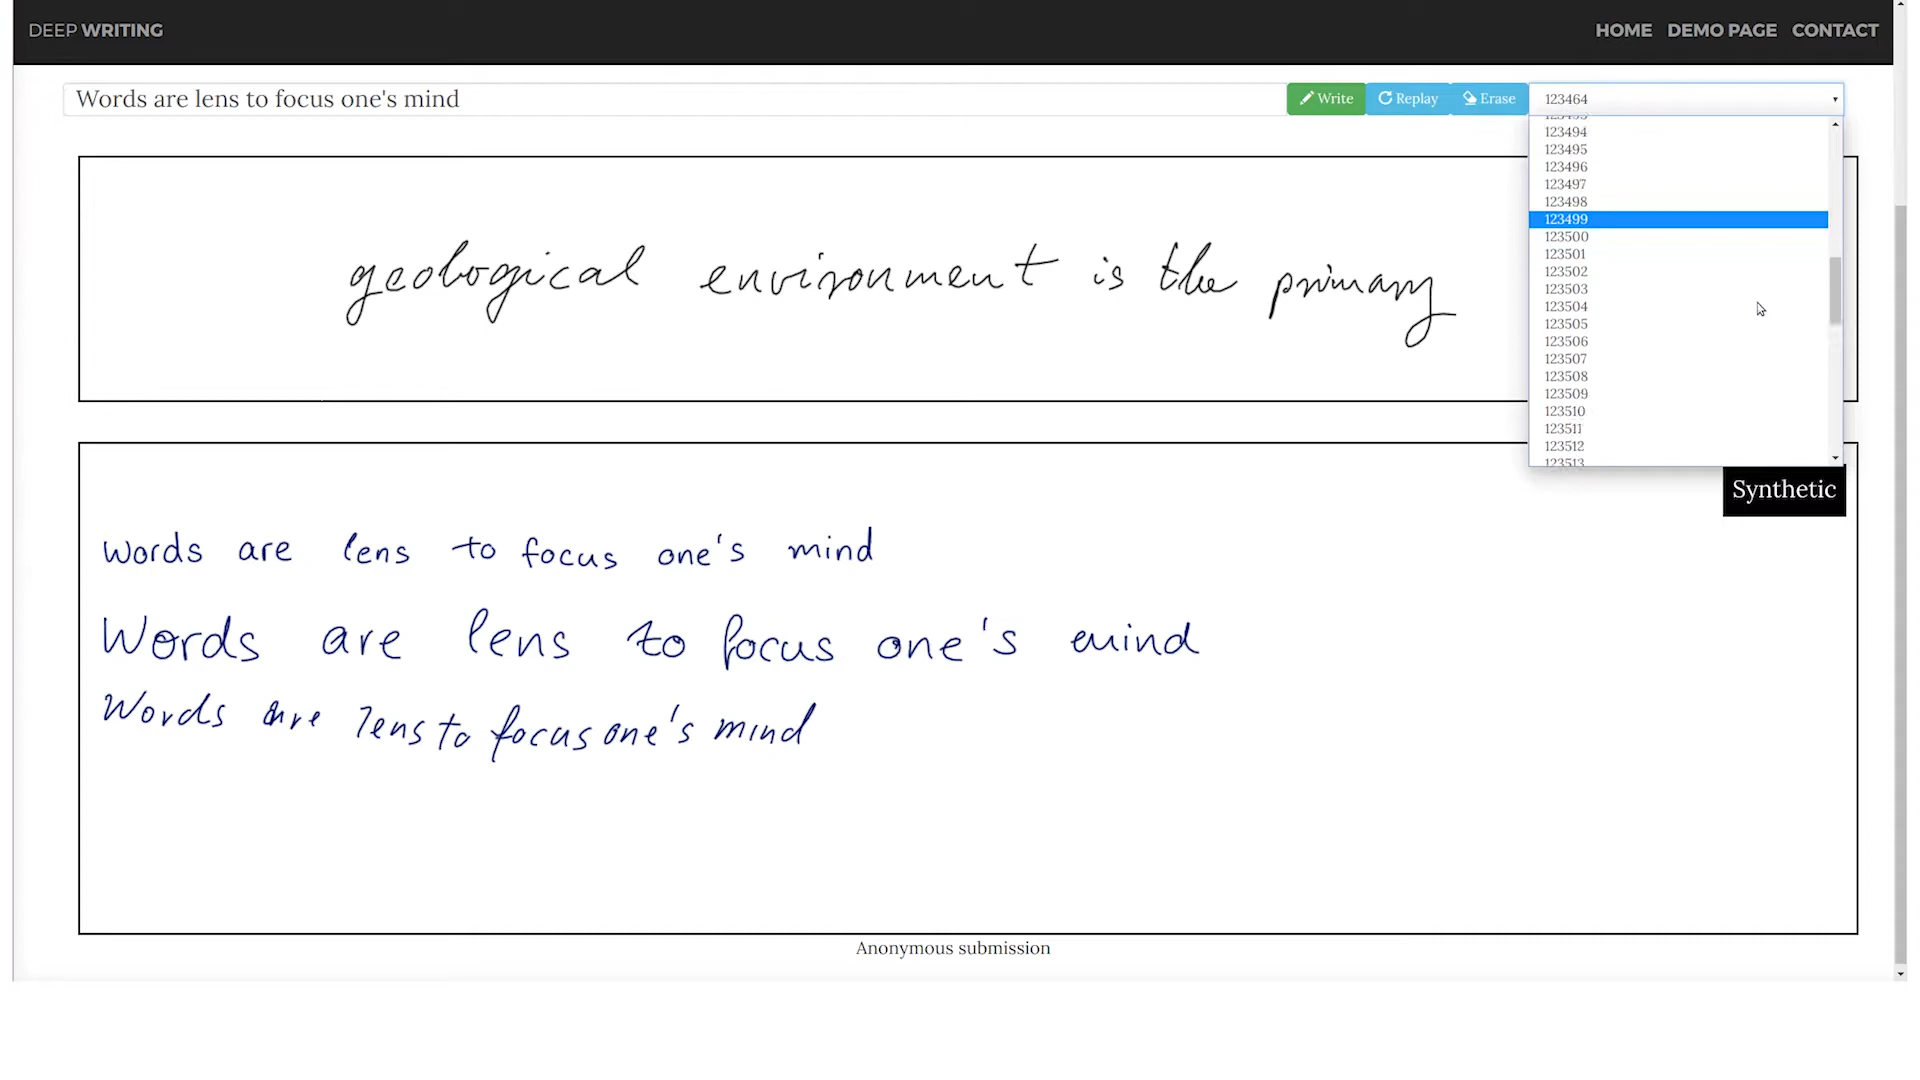 DEEP WRITING HOME DEMO PAGE CONTACT
Words are lens to focus one's mind Write Replay Erase 123464
123493
123494
123495
123496
123497
123498
123499
123500
123501
123502
123503
123504
123505
123506
123507
123508
123509
123510
123511
123512
123513
geological environment is the primary
Synthetic
Words are lens to focus one's mind
Words are lens to focus one's mind
Words are lens to focus one's mind
Anonymous submission